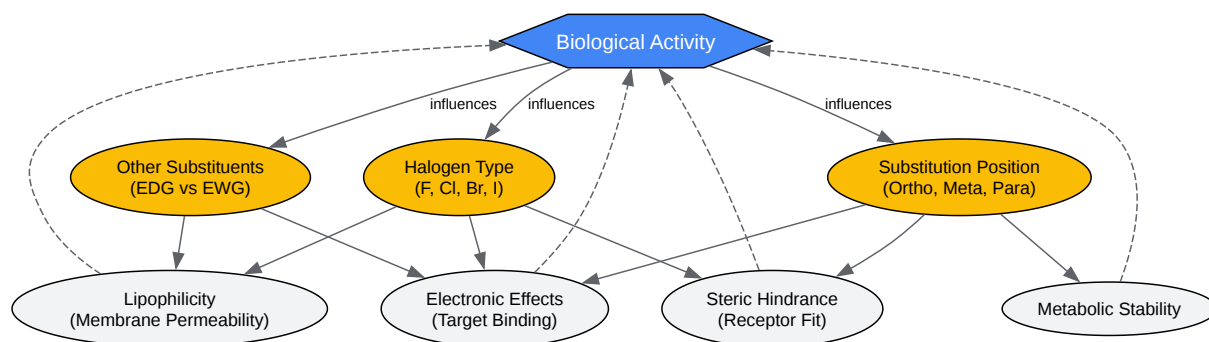 Biological Activity
influences
influences
influences
Other Substituents
(EDG vs EWG)
Halogen Type
(F, Cl, Br, I)
Substitution Position
(Ortho, Meta, Para)
Lipophilicity
(Membrane Permeability)
Electronic Effects
(Target Binding)
Steric Hindrance
(Receptor Fit)
Metabolic Stability